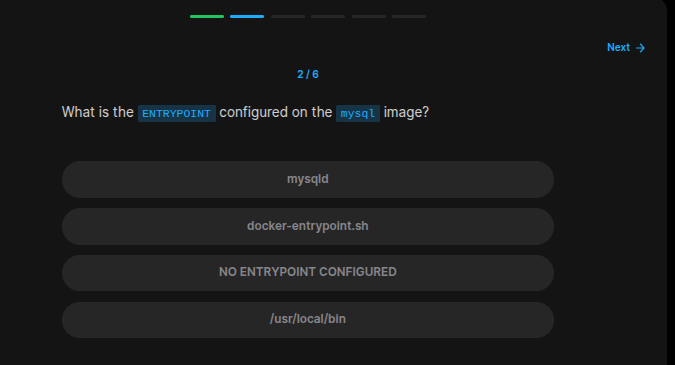 Next →
2 / 6
What is the ENTRYPOINT configured on the mysql image?
mysqld
docker-entrypoint.sh
NO ENTRYPOINT CONFIGURED
/usr/local/bin